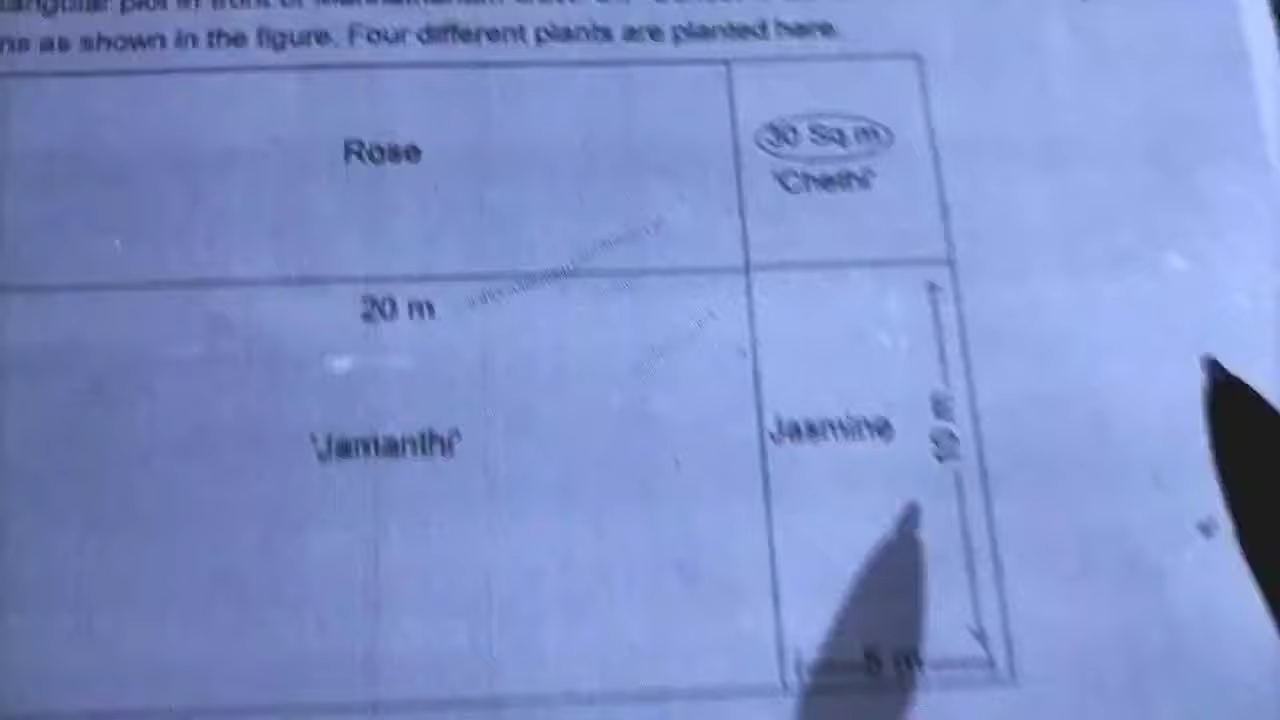 ns as shown in the figure. Four different plants are planted here.
Rose
30 Sq m
'Chethi'
20 m
'Jamanthi'
Jasmine
10 m
5 m